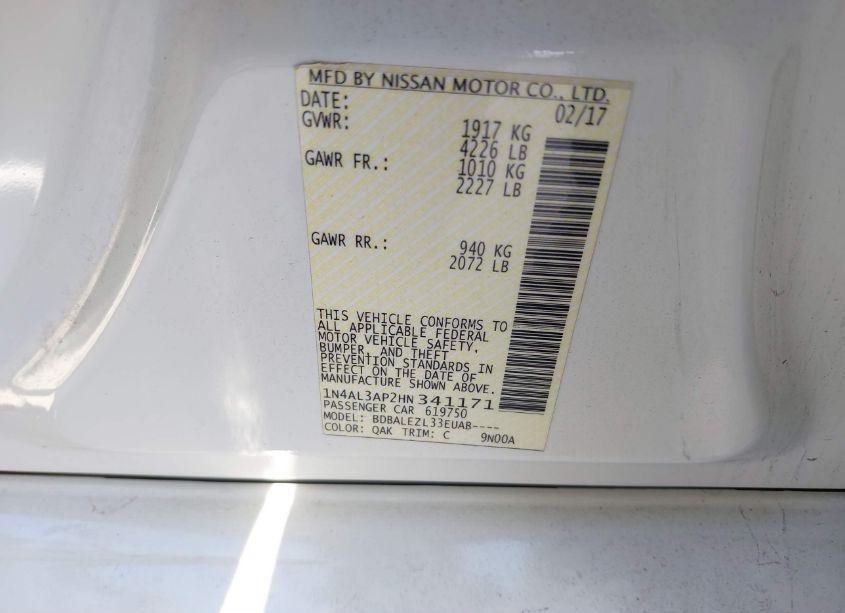 MFD BY NISSAN MOTOR CO., LTD.
DATE: 02/17
GVWR: 1917 KG
4226 LB
GAWR FR.: 1010 KG
2227 LB
GAWR RR.: 940 KG
2072 LB
THIS VEHICLE CONFORMS TO
ALL APPLICABLE FEDERAL
MOTOR VEHICLE SAFETY,
BUMPER, AND THEFT
PREVENTION STANDARDS IN
EFFECT ON THE DATE OF
MANUFACTURE SHOWN ABOVE.
1N4AL3AP2HN341171
PASSENGER CAR 619750
MODEL: BDBALEZL33EUAB----
COLOR: QAK TRIM: C 9N00A